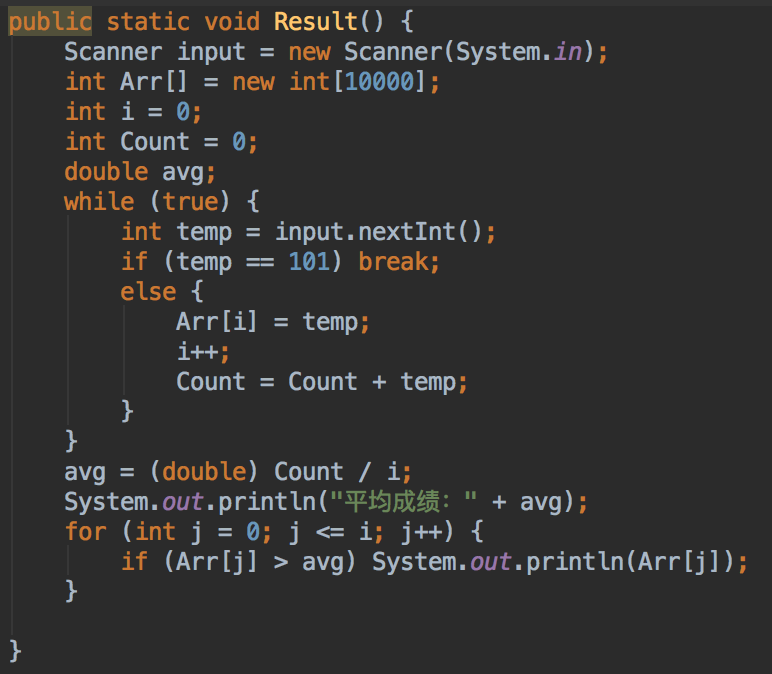 public static void Result() {
Scanner input = new Scanner(System.in);
int Arr[] = new int[10000];
int i = 0;
int Count = 0;
double avg;
while (true) {
int temp = input.nextInt();
if (temp == 101) break;
else {
Arr[i] = temp;
i++;
Count = Count + temp;
}
}
avg = (double) Count / i;
System.out.println("平均成绩：" + avg);
for (int j = 0; j <= i; j++) {
if (Arr[j] > avg) System.out.println(Arr[j]);
}
}